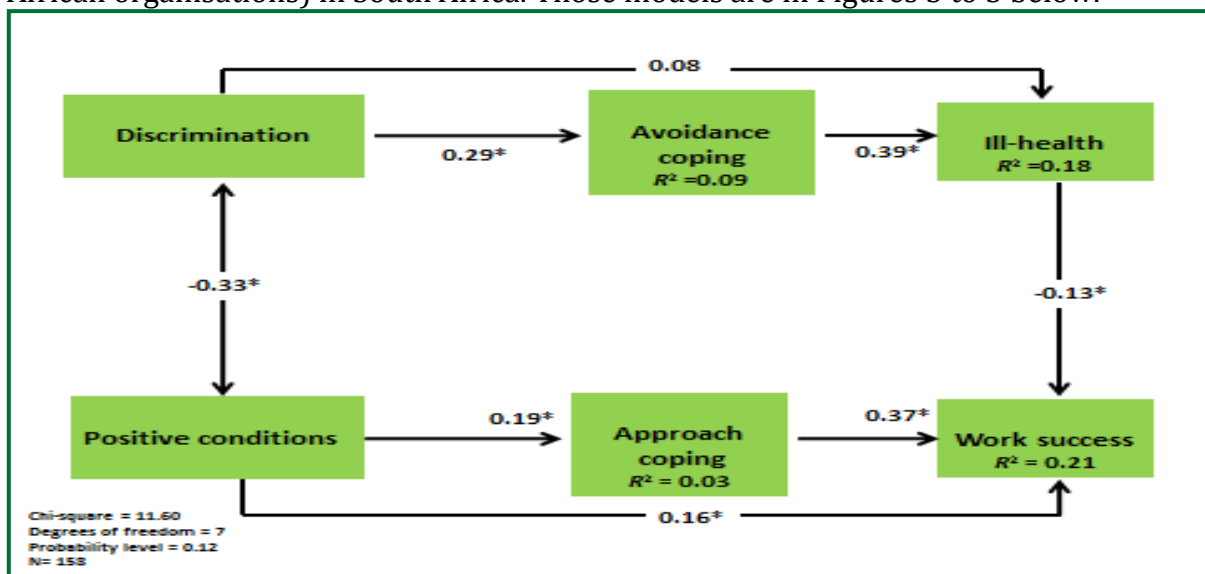 African organisations) in South Africa. Those models are in Figures 3 to 5 below.
0.08
Discrimination
0.29*
Avoidance
coping
R² =0.09
0.39*
Ill-health
R² =0.18
-0.33*
-0.13*
Positive conditions
0.19*
Approach
coping
R² = 0.03
0.37*
Work success
R² = 0.21
0.16*
Chi-square = 11.60
Degrees of freedom = 7
Probability level = 0.12
N= 158